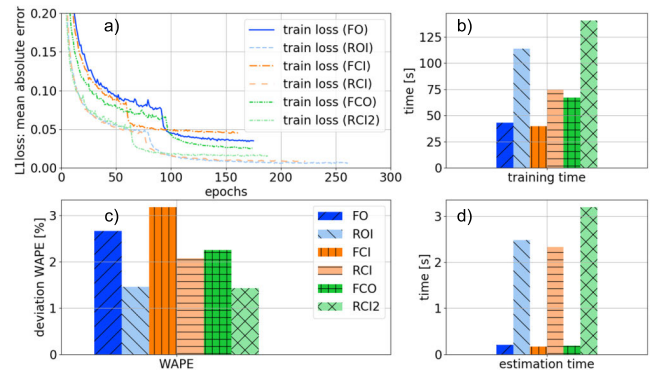 a)
L1loss: mean absolute error
0.20
0.15
0.10
0.05
0.00
0
50
100
150
200
250
300
epochs
train loss (FO)
train loss (ROI)
train loss (FCI)
train loss (RCI)
train loss (FCO)
train loss (RCI2)
b)
time [s]
125
100
75
50
25
0
training time
c)
deviation WAPE [%]
3
2
1
0
WAPE
FO
ROI
FCI
RCI
FCO
RCI2
d)
time [s]
3
2
1
0
estimation time